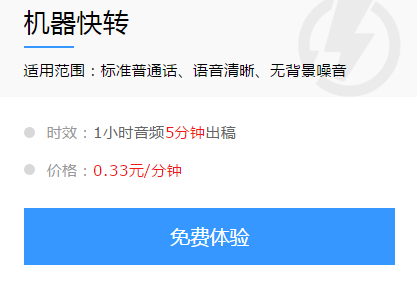 机器快转
适用范围：标准普通话、语音清晰、无背景噪音
时效：1小时音频5分钟出稿
价格：0.33元/分钟
免费体验